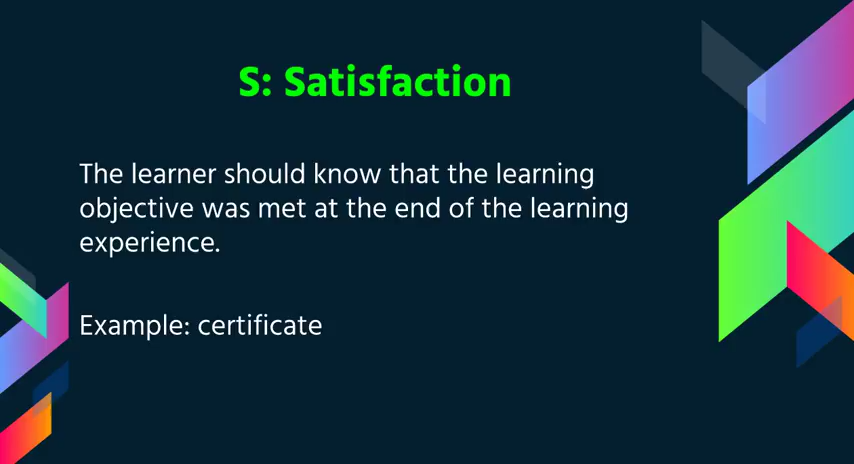 S: Satisfaction
The learner should know that the learning
objective was met at the end of the learning
experience.
Example: certificate